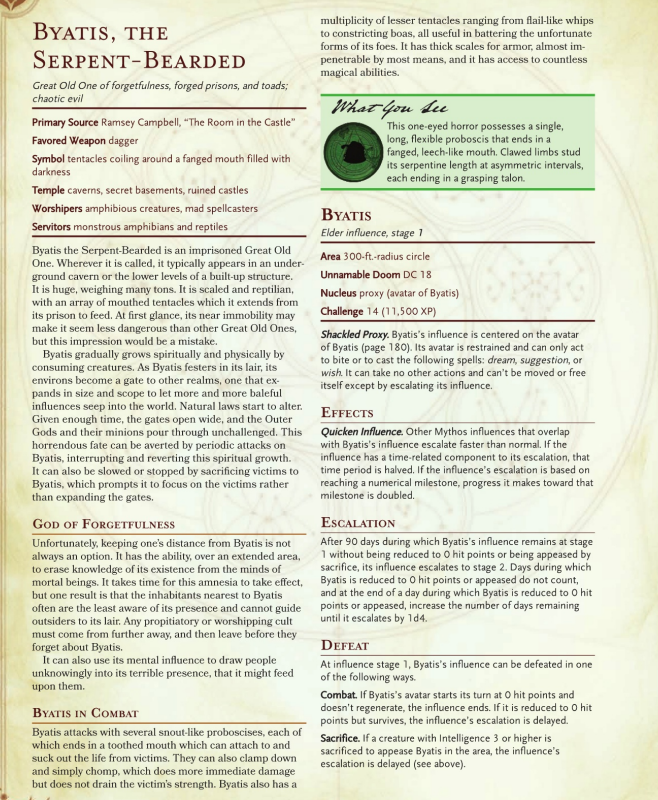 Byatis, the
Serpent-Bearded
Great Old One of forgetfulness, forged prisons, and toads;
chaotic evil
Primary Source Ramsey Campbell, “The Room in the Castle”
Favored Weapon dagger
Symbol tentacles coiling around a fanged mouth filled with
darkness
Temple caverns, secret basements, ruined castles
Worshipers amphibious creatures, mad spellcasters
Servitors monstrous amphibians and reptiles
Byatis the Serpent-Bearded is an imprisoned Great Old
One. Wherever it is called, it typically appears in an under-
ground cavern or the lower levels of a built-up structure.
It is huge, weighing many tons. It is scaled and reptilian,
with an array of mouthed tentacles which it extends from
its prison to feed. At first glance, its near immobility may
make it seem less dangerous than other Great Old Ones,
but this impression would be a mistake.
Byatis gradually grows spiritually and physically by
consuming creatures. As Byatis festers in its lair, its
environs become a gate to other realms, one that ex-
pands in size and scope to let more and more baleful
influences seep into the world. Natural laws start to alter.
Given enough time, the gates open wide, and the Outer
Gods and their minions pour through unchallenged. This
horrendous fate can be averted by periodic attacks on
Byatis, interrupting and reverting this spiritual growth.
It can also be slowed or stopped by sacrificing victims to
Byatis, which prompts it to focus on the victims rather
than expanding the gates.
God of Forgetfulness
Unfortunately, keeping one’s distance from Byatis is not
always an option. It has the ability, over an extended area,
to erase knowledge of its existence from the minds of
mortal beings. It takes time for this amnesia to take effect,
but one result is that the inhabitants nearest to Byatis
often are the least aware of its presence and cannot guide
outsiders to its lair. Any propitiatory or worshipping cult
must come from further away, and then leave before they
forget about Byatis.
It can also use its mental influence to draw people
unknowingly into its terrible presence, that it might feed
upon them.
Byatis in Combat
Byatis attacks with several snout-like proboscises, each of
which ends in a toothed mouth which can attach to and
suck out the life from victims. They can also clamp down
and simply chomp, which does more immediate damage
but does not drain the victim’s strength. Byatis also has a
multiplicity of lesser tentacles ranging from flail-like whips
to constricting boas, all useful in battering the unfortunate
forms of its foes. It has thick scales for armor, almost im-
penetrable by most means, and it has access to countless
magical abilities.
What You See
This one-eyed horror possesses a single,
long, flexible proboscis that ends in a
fanged, leech-like mouth. Clawed limbs stud
its serpentine length at asymmetric intervals,
each ending in a grasping talon.
Byatis
Elder influence, stage 1
Area 300-ft.-radius circle
Unnamable Doom DC 18
Nucleus proxy (avatar of Byatis)
Challenge 14 (11,500 XP)
Shackled Proxy. Byatis’s influence is centered on the avatar
of Byatis (page 180). Its avatar is restrained and can only act
to bite or to cast the following spells: dream, suggestion, or
wish. It can take no other actions and can’t be moved or free
itself except by escalating its influence.
Effects
Quicken Influence. Other Mythos influences that overlap
with Byatis’s influence escalate faster than normal. If the
influence has a time-related component to its escalation, that
time period is halved. If the influence’s escalation is based on
reaching a numerical milestone, progress it makes toward that
milestone is doubled.
Escalation
After 90 days during which Byatis’s influence remains at stage
1 without being reduced to 0 hit points or being appeased by
sacrifice, its influence escalates to stage 2. Days during which
Byatis is reduced to 0 hit points or appeased do not count,
and at the end of a day during which Byatis is reduced to 0 hit
points or appeased, increase the number of days remaining
until it escalates by 1d4.
Defeat
At influence stage 1, Byatis’s influence can be defeated in one
of the following ways.
Combat. If Byatis’s avatar starts its turn at 0 hit points and
doesn’t regenerate, the influence ends. If it is reduced to 0 hit
points but survives, the influence’s escalation is delayed.
Sacrifice. If a creature with Intelligence 3 or higher is
sacrificed to appease Byatis in the area, the influence’s
escalation is delayed (see above).